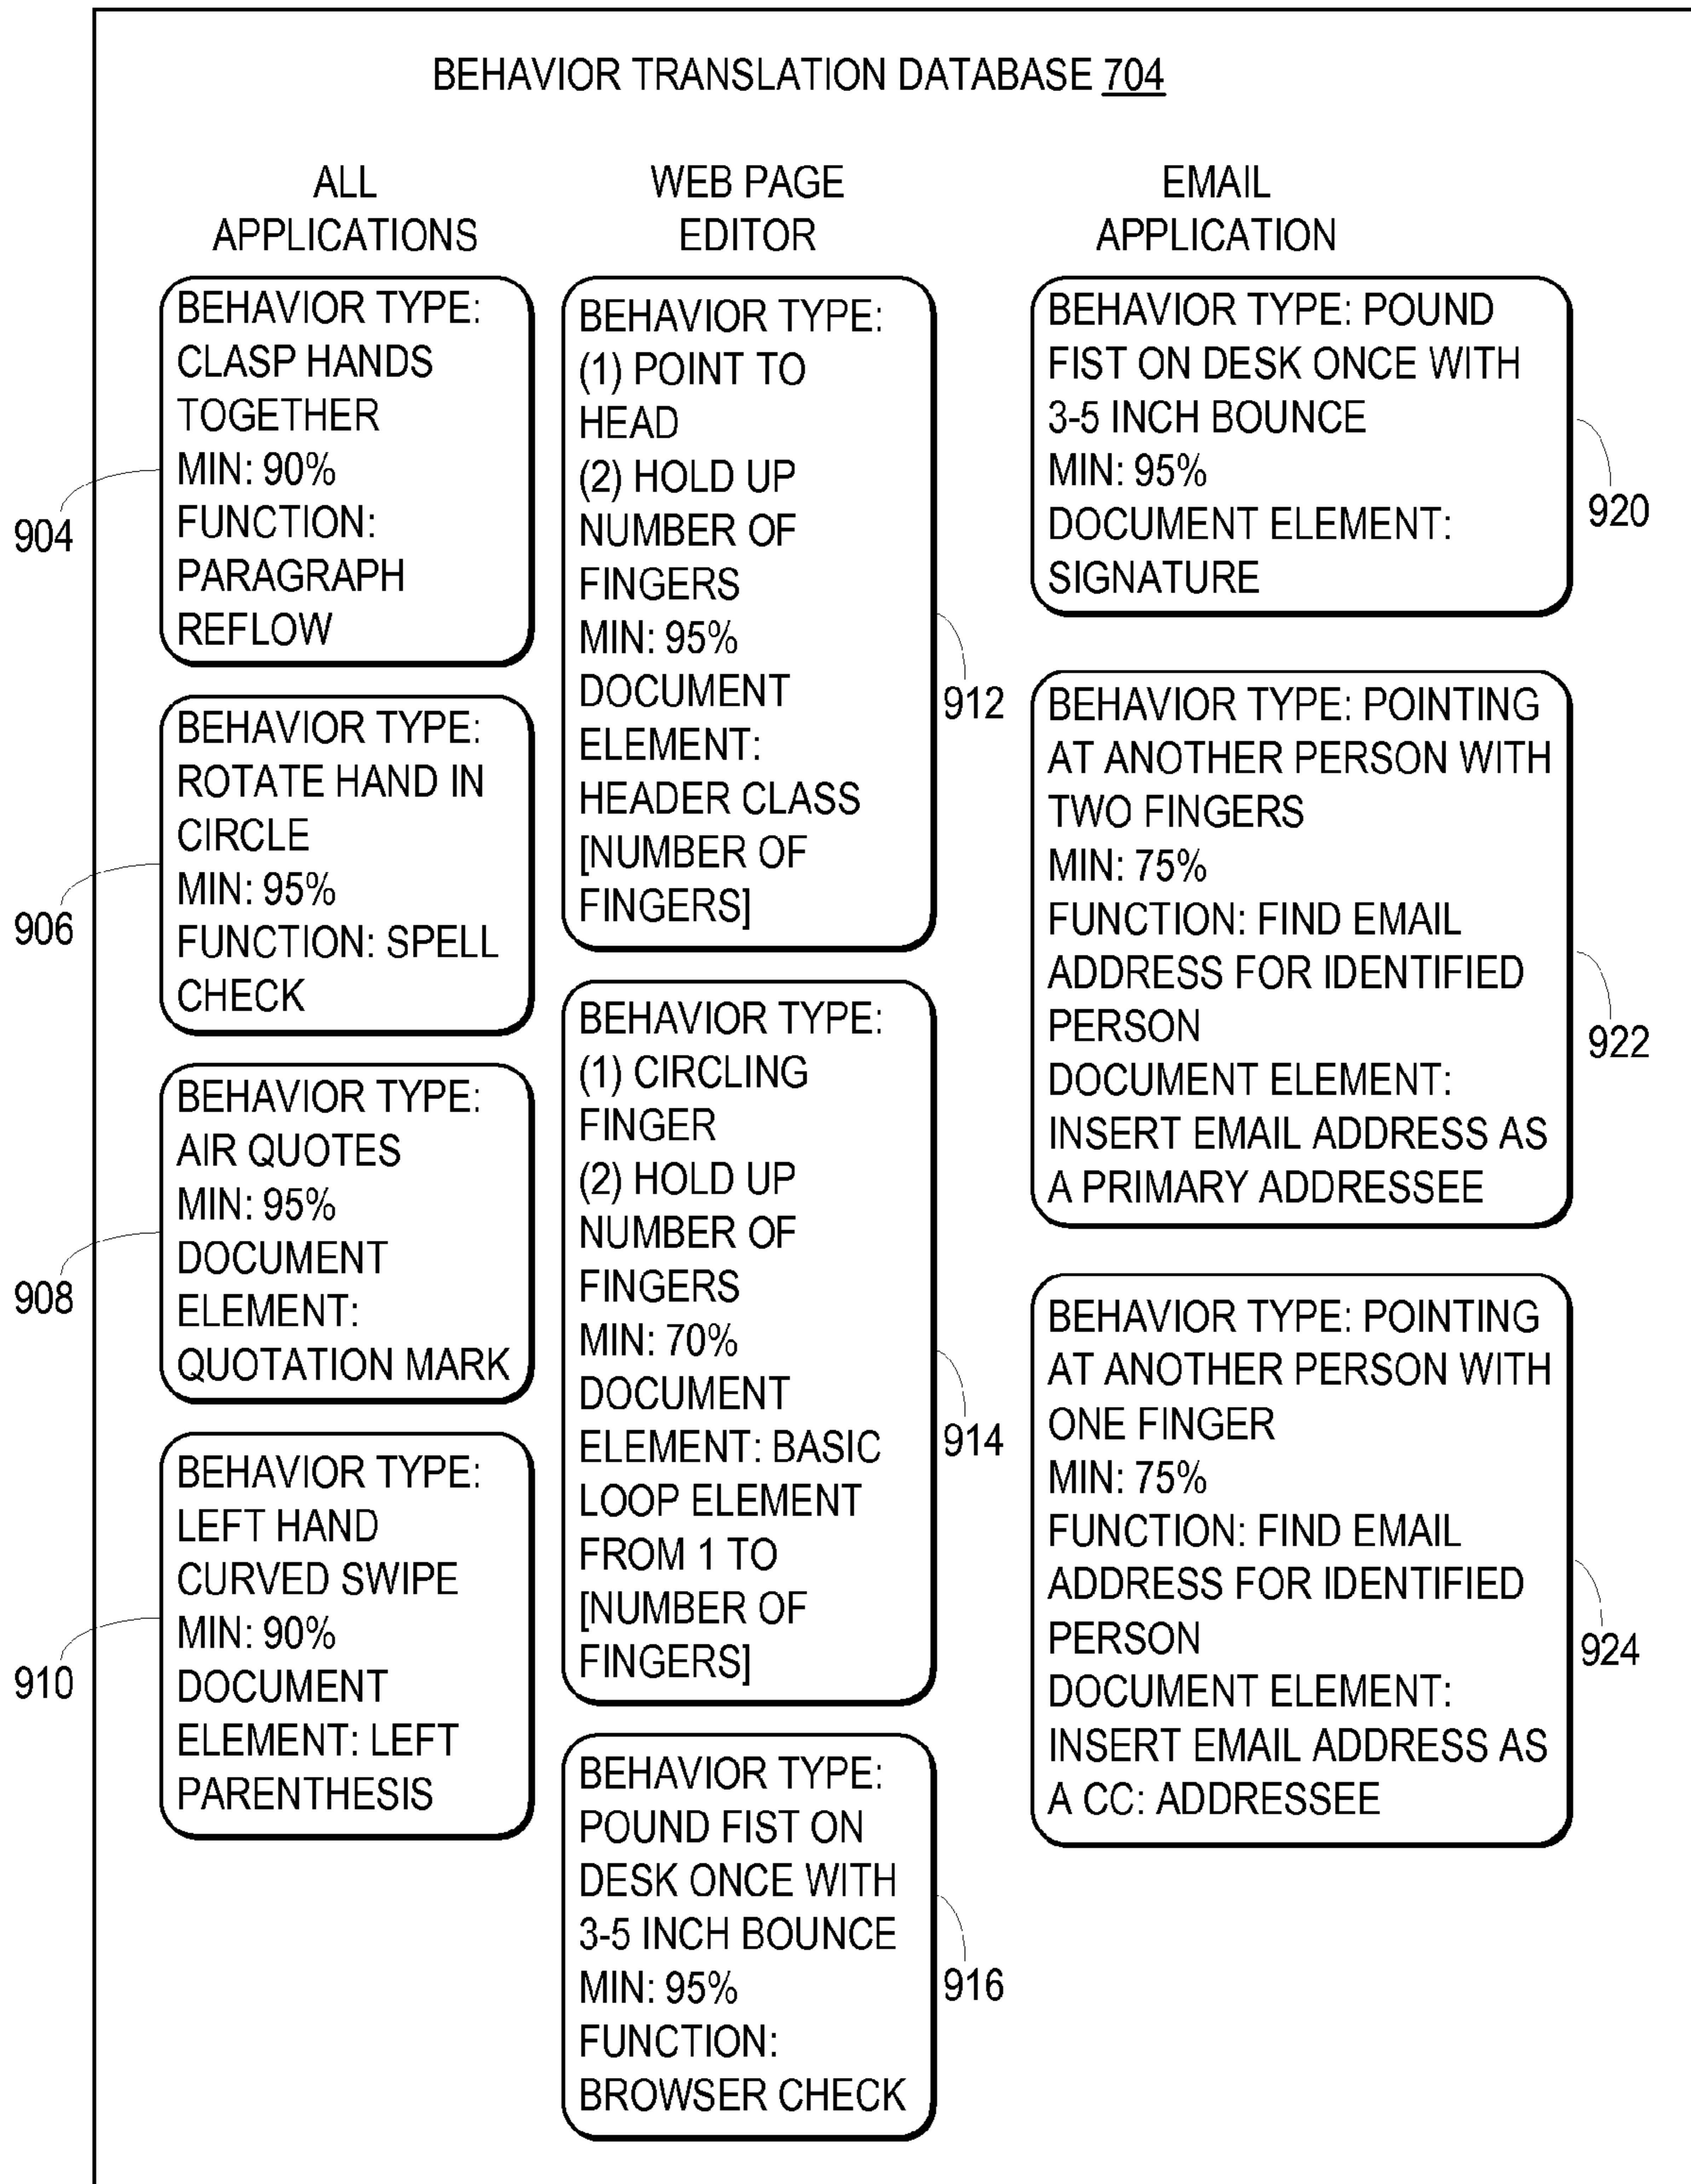 BEHAVIOR TRANSLATION DATABASE 704
ALL
APPLICATIONS
BEHAVIOR TYPE:
CLASP HANDS
TOGETHER
MIN: 90%
FUNCTION:
PARAGRAPH
REFLOW
904
BEHAVIOR TYPE:
ROTATE HAND IN
CIRCLE
MIN: 95%
FUNCTION: SPELL
CHECK
906
BEHAVIOR TYPE:
AIR QUOTES
MIN: 95%
DOCUMENT
ELEMENT:
QUOTATION MARK
908
BEHAVIOR TYPE:
LEFT HAND
CURVED SWIPE
MIN: 90%
DOCUMENT
ELEMENT: LEFT
PARENTHESIS
910
WEB PAGE
EDITOR
BEHAVIOR TYPE:
(1) POINT TO
HEAD
(2) HOLD UP
NUMBER OF
FINGERS
MIN: 95%
DOCUMENT
ELEMENT:
HEADER CLASS
[NUMBER OF
FINGERS]
912
BEHAVIOR TYPE:
(1) CIRCLING
FINGER
(2) HOLD UP
NUMBER OF
FINGERS
MIN: 70%
DOCUMENT
ELEMENT: BASIC
LOOP ELEMENT
FROM 1 TO
[NUMBER OF
FINGERS]
914
BEHAVIOR TYPE:
POUND FIST ON
DESK ONCE WITH
3-5 INCH BOUNCE
MIN: 95%
FUNCTION:
BROWSER CHECK
916
EMAIL
APPLICATION
BEHAVIOR TYPE: POUND
FIST ON DESK ONCE WITH
3-5 INCH BOUNCE
MIN: 95%
DOCUMENT ELEMENT:
SIGNATURE
920
BEHAVIOR TYPE: POINTING
AT ANOTHER PERSON WITH
TWO FINGERS
MIN: 75%
FUNCTION: FIND EMAIL
ADDRESS FOR IDENTIFIED
PERSON
DOCUMENT ELEMENT:
INSERT EMAIL ADDRESS AS
A PRIMARY ADDRESSEE
922
BEHAVIOR TYPE: POINTING
AT ANOTHER PERSON WITH
ONE FINGER
MIN: 75%
FUNCTION: FIND EMAIL
ADDRESS FOR IDENTIFIED
PERSON
DOCUMENT ELEMENT:
INSERT EMAIL ADDRESS AS
A CC: ADDRESSEE
924